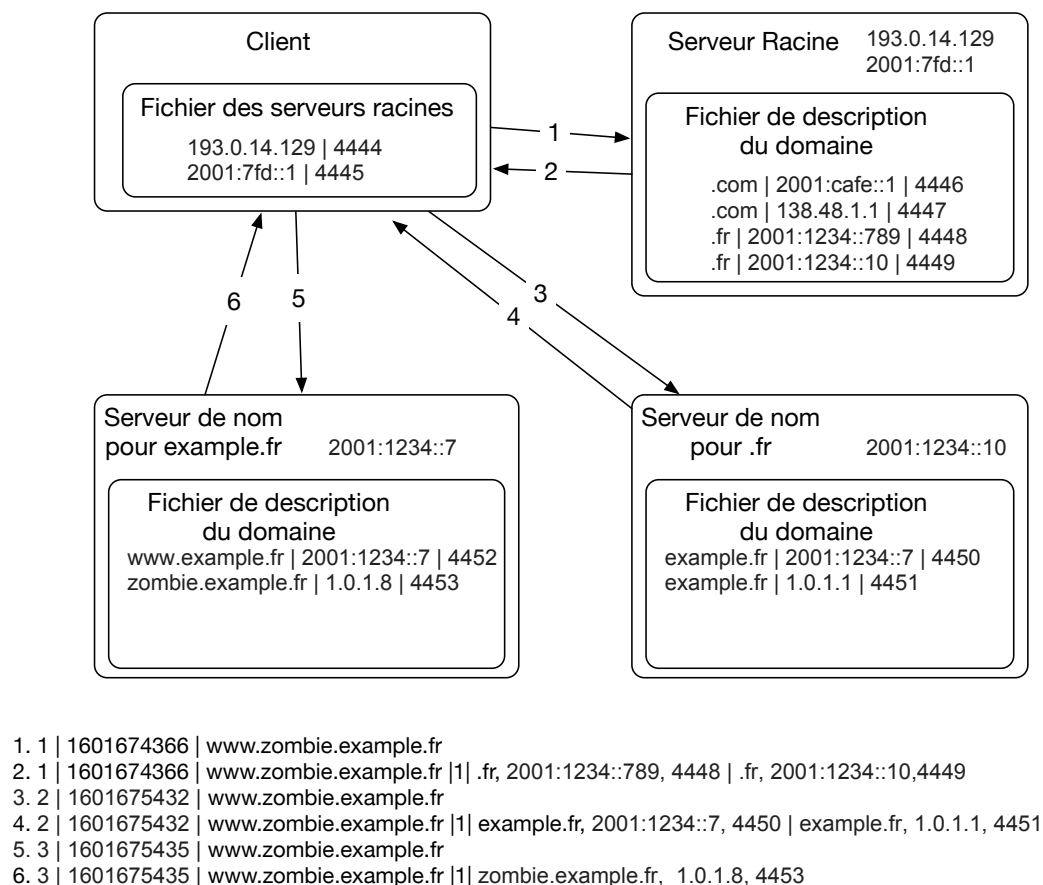 Client
Fichier des serveurs racines
193.0.14.129 | 4444
2001:7fd::1 | 4445
1
2
Serveur Racine
193.0.14.129
2001:7fd::1
Fichier de description
du domaine
.com | 2001:cafe::1 | 4446
.com | 138.48.1.1 | 4447
.fr | 2001:1234::789 | 4448
.fr | 2001:1234::10 | 4449
6
5
3
4
Serveur de nom
pour example.fr
2001:1234::7
Fichier de description
du domaine
www.example.fr | 2001:1234::7 | 4452
zombie.example.fr | 1.0.1.8 | 4453
Serveur de nom
pour .fr
2001:1234::10
Fichier de description
du domaine
example.fr | 2001:1234::7 | 4450
example.fr | 1.0.1.1 | 4451
1. 1 | 1601674366 | www.zombie.example.fr
2. 1 | 1601674366 | www.zombie.example.fr |1| .fr, 2001:1234::789, 4448 | .fr, 2001:1234::10,4449
3. 2 | 1601675432 | www.zombie.example.fr
4. 2 | 1601675432 | www.zombie.example.fr |1| example.fr, 2001:1234::7, 4450 | example.fr, 1.0.1.1, 4451
5. 3 | 1601675435 | www.zombie.example.fr
6. 3 | 1601675435 | www.zombie.example.fr |1| zombie.example.fr, 1.0.1.8, 4453